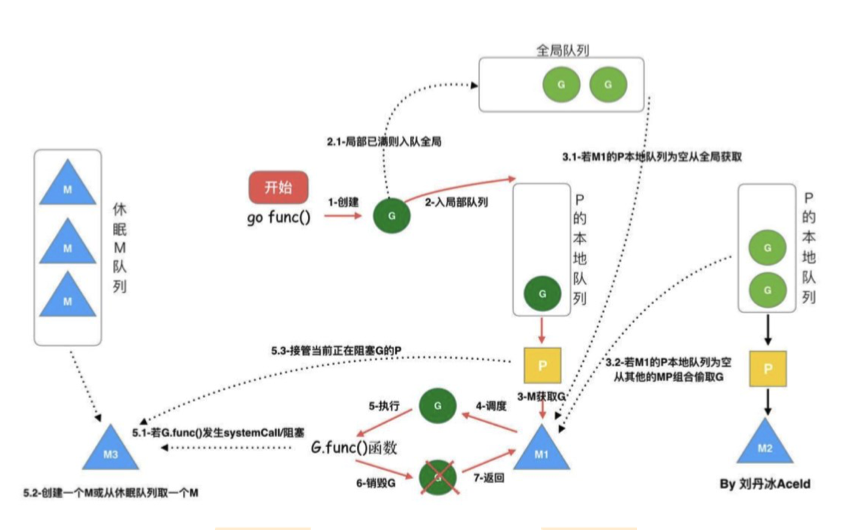 全局队列
G
G
2.1-局部已满则入队全局
3.1-若M1的P本地队列为空从全局获取
开始
go func()
1-创建
G
2-入局部队列
P的本地队列
G
P的本地队列
G
G
M
M
M
休眠M队列
5.3-接管当前正在阻塞G的P
P
3-M获取G
3.2-若M1的P本地队列为空
从其他的MP组合偷取G
P
5-执行
G
4-调度
5.1-若G.func()发生systemCall/阻塞
G.func()函数
M3
M1
M2
6-销毁G
G
7-返回
5.2-创建一个M或从休眠队列取一个M
By 刘丹冰Aceld